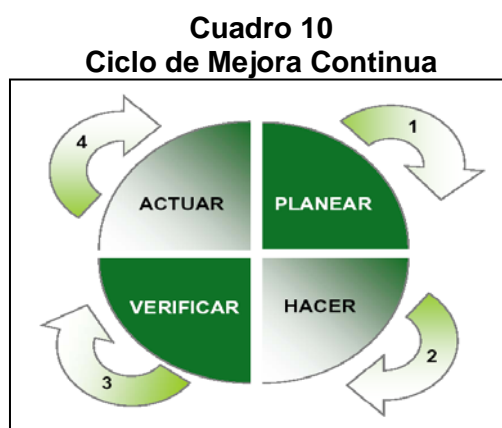 Cuadro 10
Ciclo de Mejora Continua
4
1
ACTUAR
PLANEAR
VERIFICAR
HACER
3
2